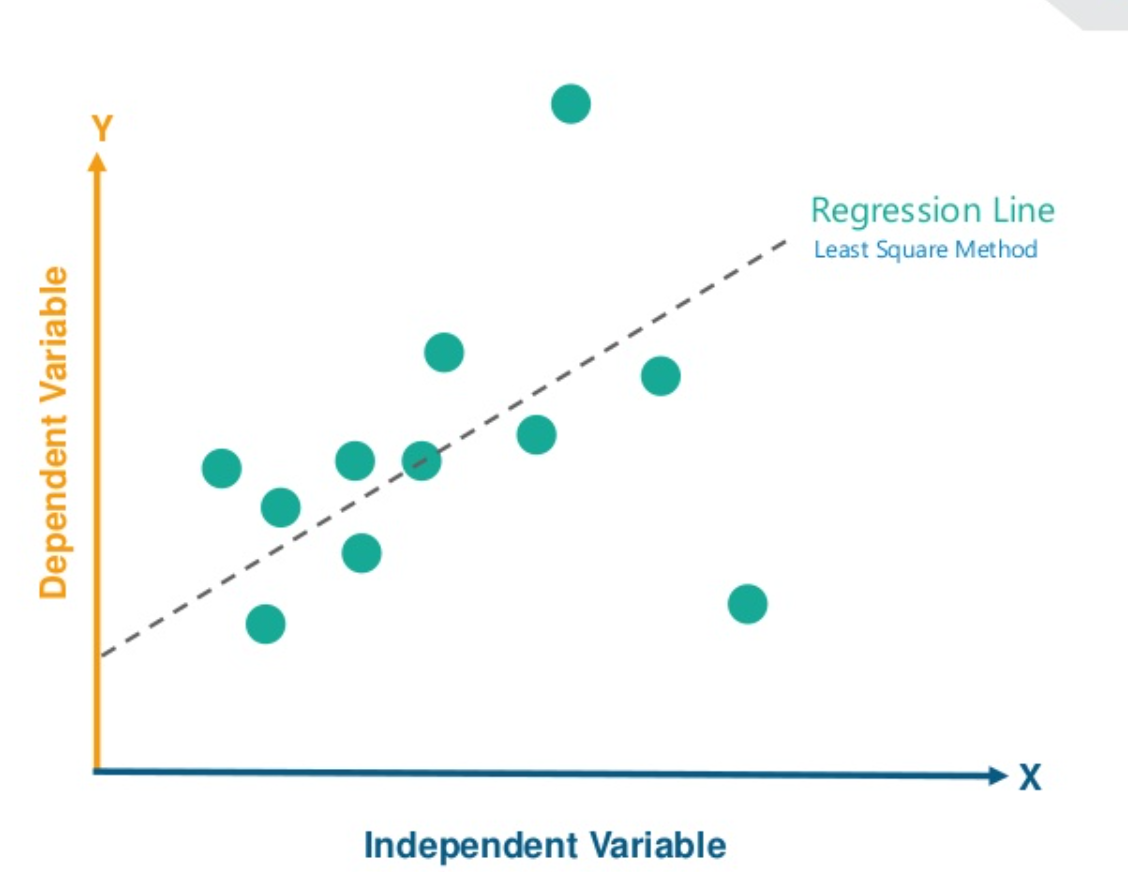 Y
Regression Line
Least Square Method
Dependent Variable
X
Independent Variable